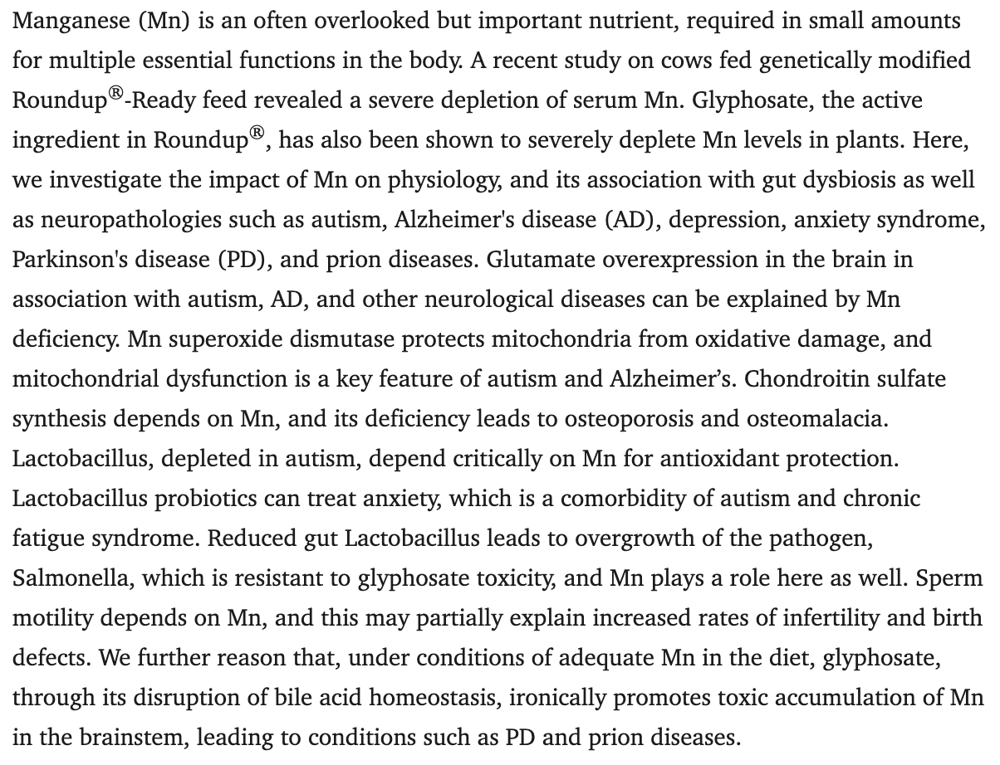 Manganese (Mn) is an often overlooked but important nutrient, required in small amounts
for multiple essential functions in the body. A recent study on cows fed genetically modified
Roundup®-Ready feed revealed a severe depletion of serum Mn. Glyphosate, the active
ingredient in Roundup®, has also been shown to severely deplete Mn levels in plants. Here,
we investigate the impact of Mn on physiology, and its association with gut dysbiosis as well
as neuropathologies such as autism, Alzheimer's disease (AD), depression, anxiety syndrome,
Parkinson's disease (PD), and prion diseases. Glutamate overexpression in the brain in
association with autism, AD, and other neurological diseases can be explained by Mn
deficiency. Mn superoxide dismutase protects mitochondria from oxidative damage, and
mitochondrial dysfunction is a key feature of autism and Alzheimer’s. Chondroitin sulfate
synthesis depends on Mn, and its deficiency leads to osteoporosis and osteomalacia.
Lactobacillus, depleted in autism, depend critically on Mn for antioxidant protection.
Lactobacillus probiotics can treat anxiety, which is a comorbidity of autism and chronic
fatigue syndrome. Reduced gut Lactobacillus leads to overgrowth of the pathogen,
Salmonella, which is resistant to glyphosate toxicity, and Mn plays a role here as well. Sperm
motility depends on Mn, and this may partially explain increased rates of infertility and birth
defects. We further reason that, under conditions of adequate Mn in the diet, glyphosate,
through its disruption of bile acid homeostasis, ironically promotes toxic accumulation of Mn
in the brainstem, leading to conditions such as PD and prion diseases.